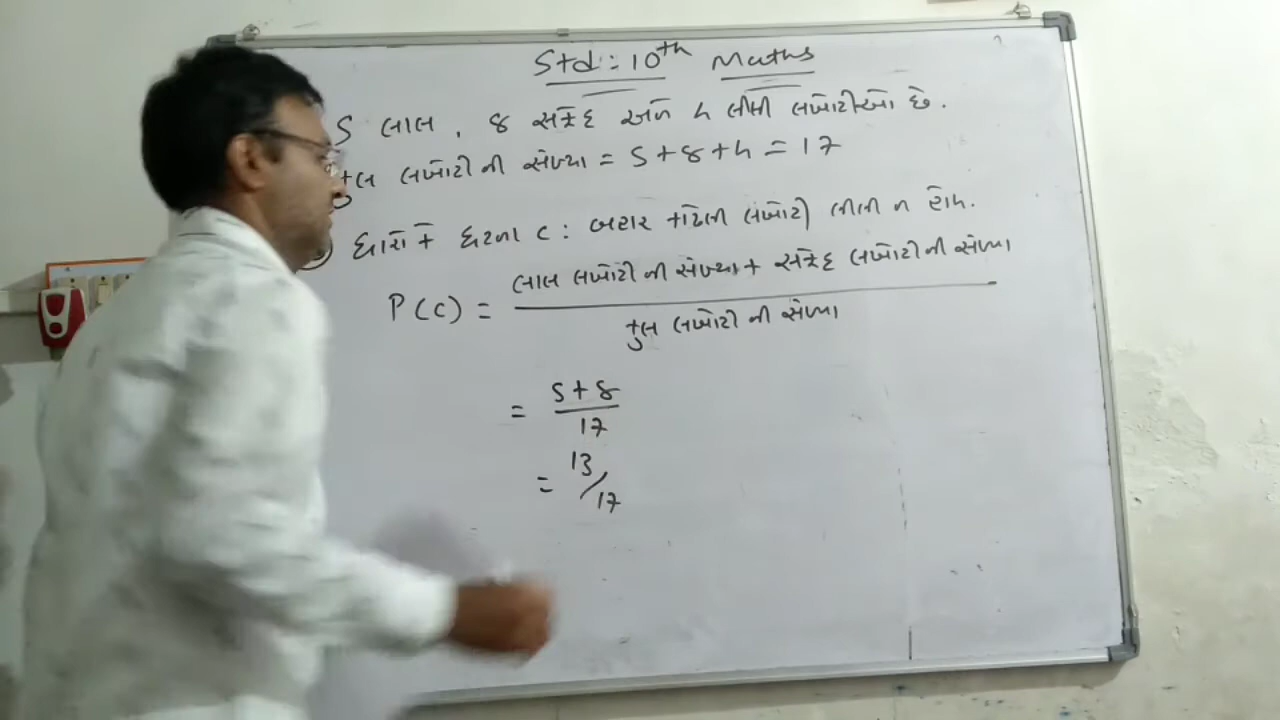 Std : 10th Maths
5 લાલ , 8 સફેદ અને 4 લીલી લખોટીઓ છે .
કુલ લખોટી ની સંખ્યા = 5 + 8 + 4 = 17
ધારો કે ઘટના C : બહાર કાઢેલી લખોટી લીલી ન હોય .
P (C) = લાલ લખોટી ની સંખ્યા + સફેદ લખોટી ની સંખ્યા
કુલ લખોટી ની સંખ્યા
= 5 + 8
17
= 13/17